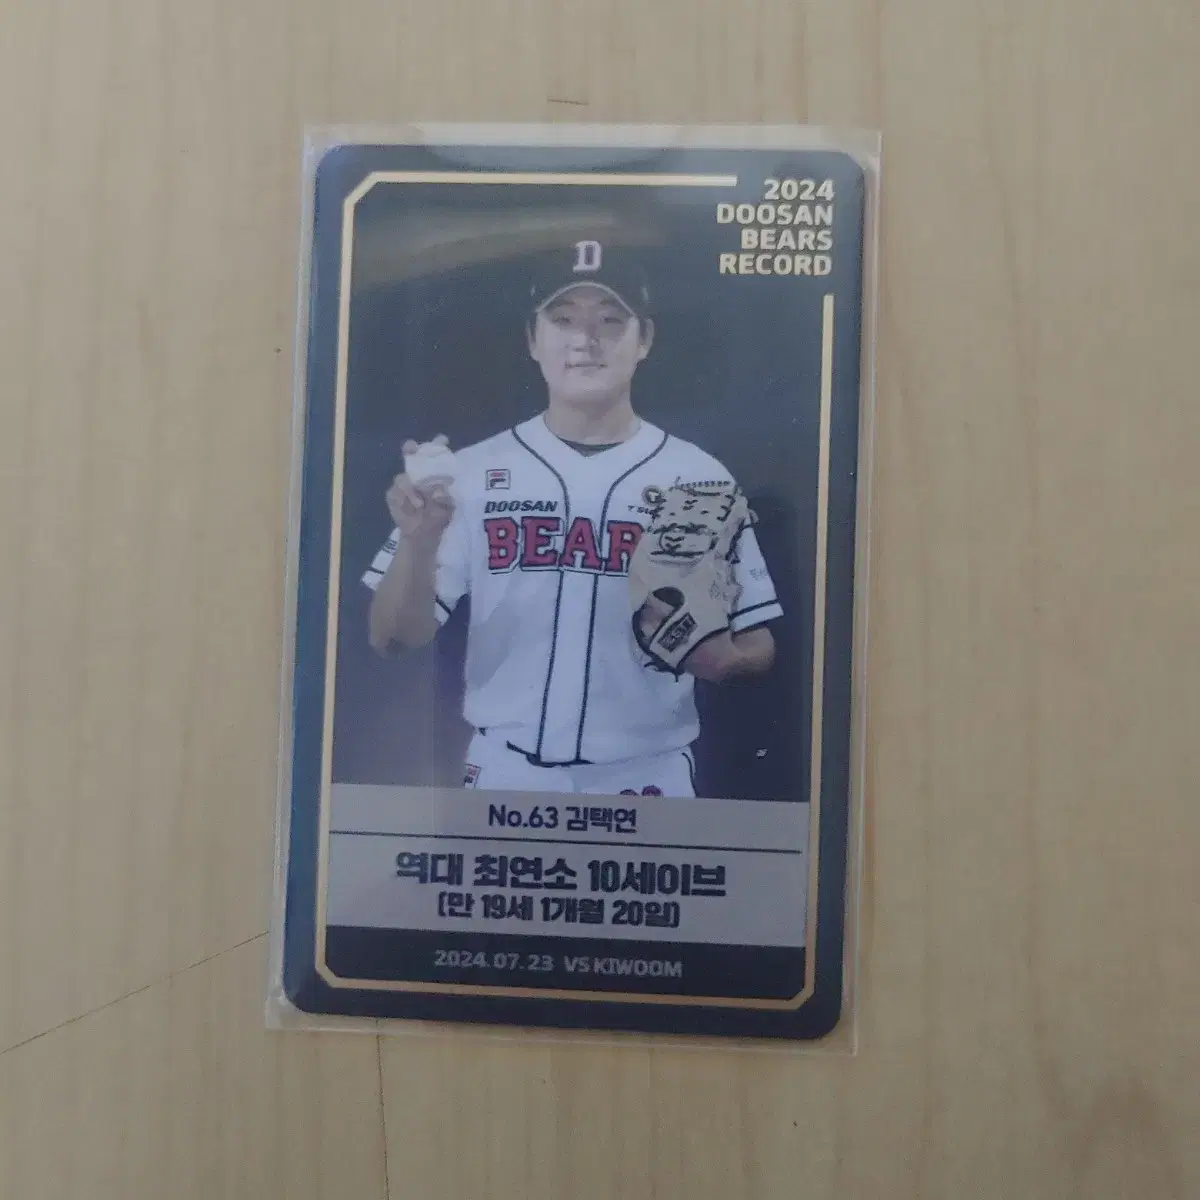 2024
DOOSAN
BEARS
RECORD
D
DOOSAN
BEAR
No.63 김택연
역대 최연소 10세이브
(만 19세 1개월 20일)
2024.07.23 VS KIWOOM